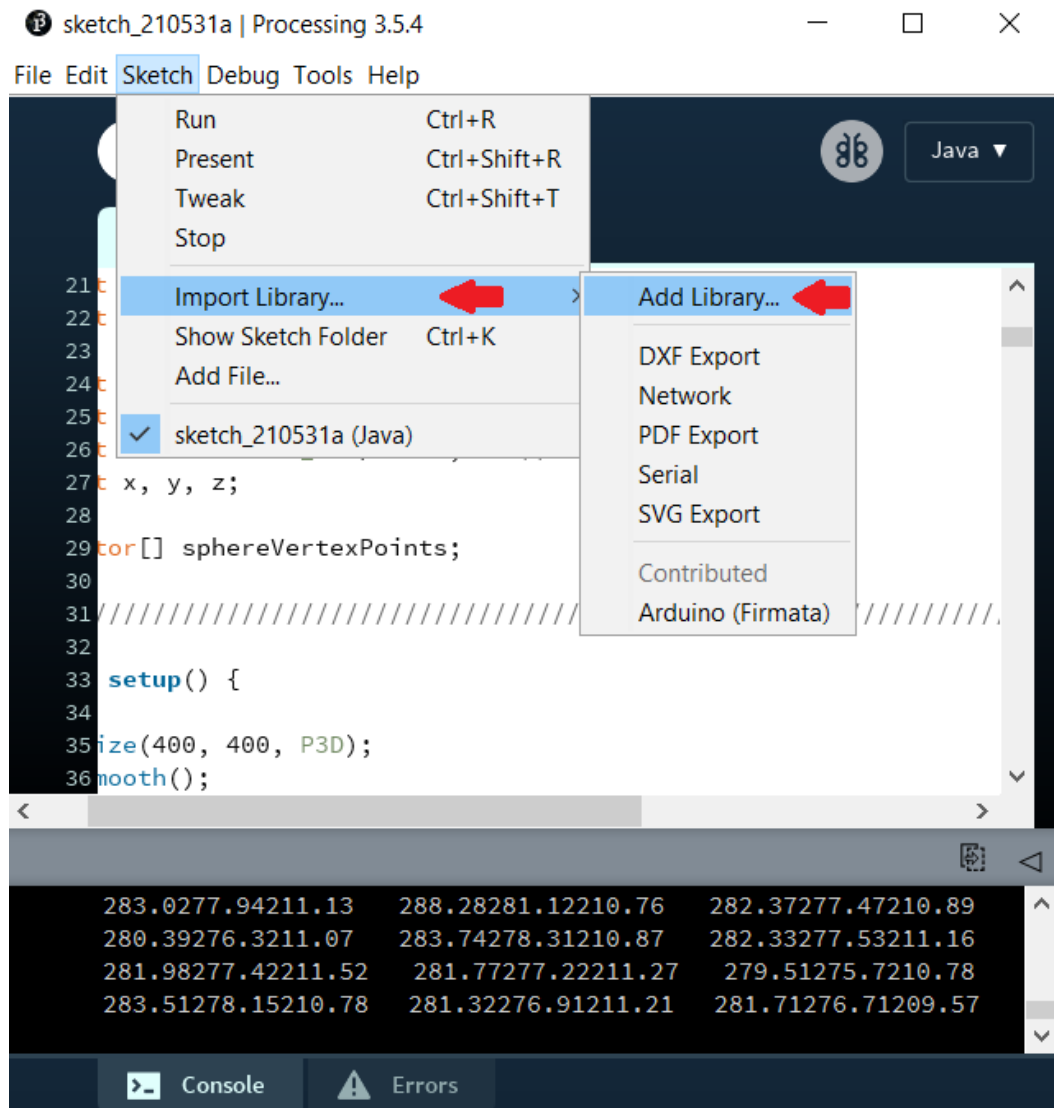 sketch_210531a | Processing 3.5.4
File Edit Sketch Debug Tools Help
Run Ctrl+R
Present Ctrl+Shift+R
Tweak Ctrl+Shift+T
Stop
Java ▼
Import Library...
Show Sketch Folder Ctrl+K
Add File...
sketch_210531a (Java)
Add Library...
DXF Export
Network
PDF Export
Serial
SVG Export
Contributed
Arduino (Firmata)
21 t
22 t
23
24 t
25 t
26 t
27 t x, y, z;
28
29 tor[] sphereVertexPoints;
30
31 /////////////////////////////////////////////
32
33 setup() {
34
35 ize(400, 400, P3D);
36 mooth();
283.0277.94211.13 288.28281.12210.76 282.37277.47210.89
280.39276.3211.07 283.74278.31210.87 282.33277.53211.16
281.98277.42211.52 281.77277.22211.27 279.51275.7210.78
283.51278.15210.78 281.32276.91211.21 281.71276.71209.57
Console Errors